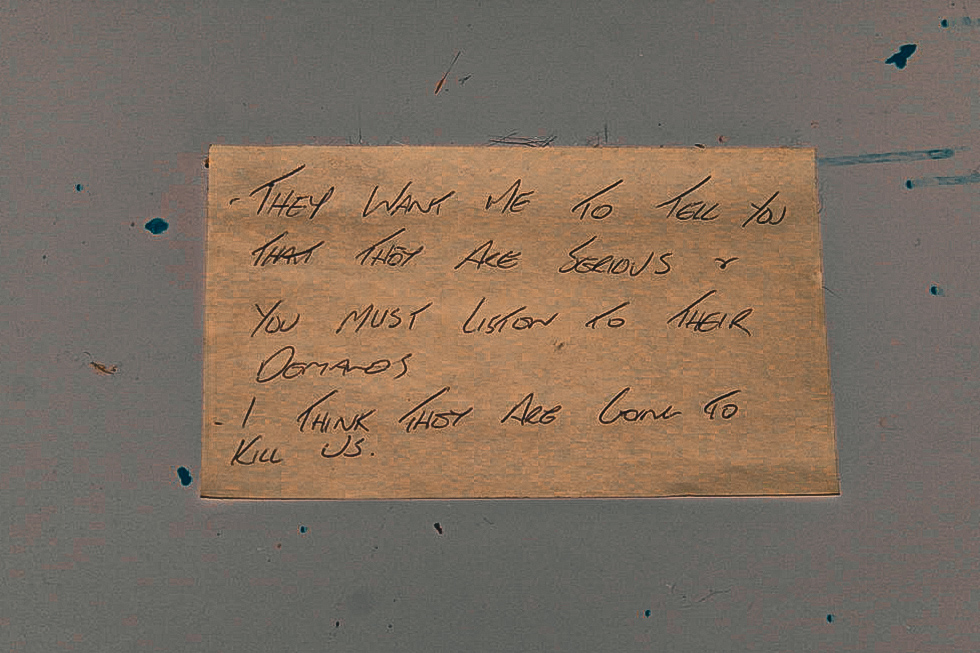 - THEY WANT ME TO TELL YOU
THAT THEY ARE SERIOUS &
YOU MUST LISTEN TO THEIR
DEMANDS
- I THINK THEY ARE GOING TO
KILL US.